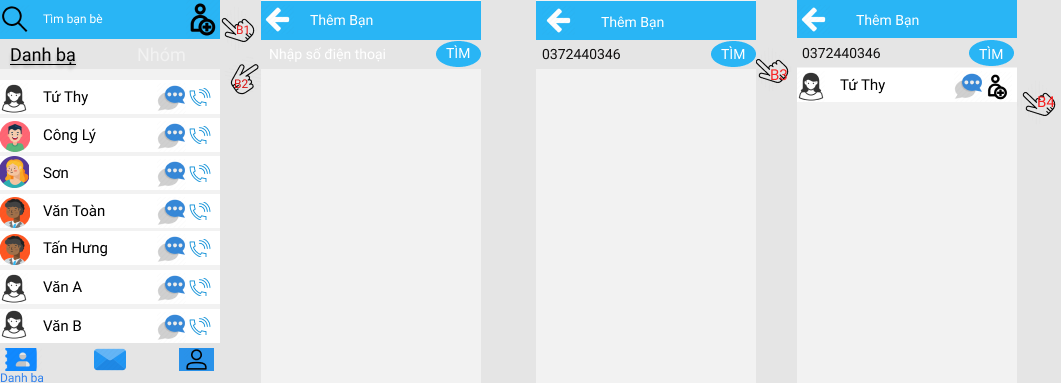 Tìm bạn bè
B1
Danh bạ
Nhóm
Tứ Thy
Công Lý
Sơn
Văn Toàn
Tấn Hưng
Văn A
Văn B
Danh bạ
Thêm Bạn
B2
Nhập số điện thoại
TÌM
Thêm Bạn
0372440346
TÌM
B3
Thêm Bạn
0372440346
TÌM
Tứ Thy
B4